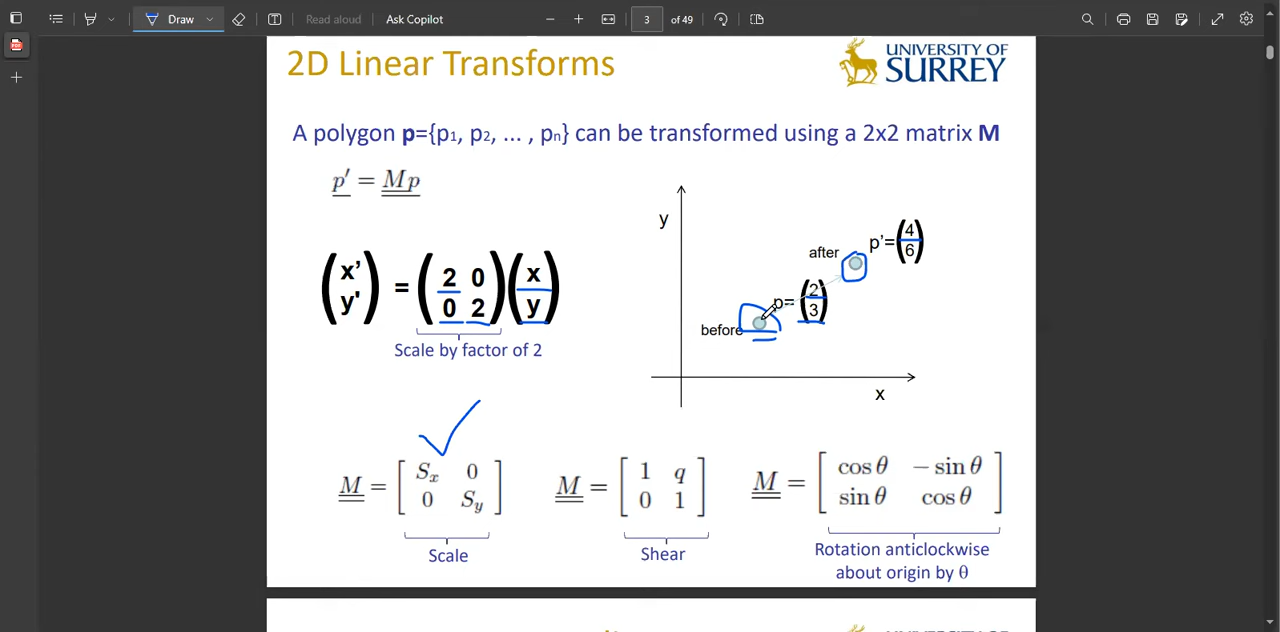 Draw
Read aloud
Ask Copilot
3
of 49
2D Linear Transforms
UNIVERSITY OF
SURREY
A polygon p={p1, p2, ... , pn} can be transformed using a 2x2 matrix M
p' = Mp
(x' y') = (2 0 0 2)(x y)
Scale by factor of 2
y
after
p'=(4 6)
p=(2 3)
before
x
M = [Sx 0 0 Sy]
Scale
M = [1 q 0 1]
Shear
M = [cos θ − sin θ sin θ cos θ]
Rotation anticlockwise
about origin by θ